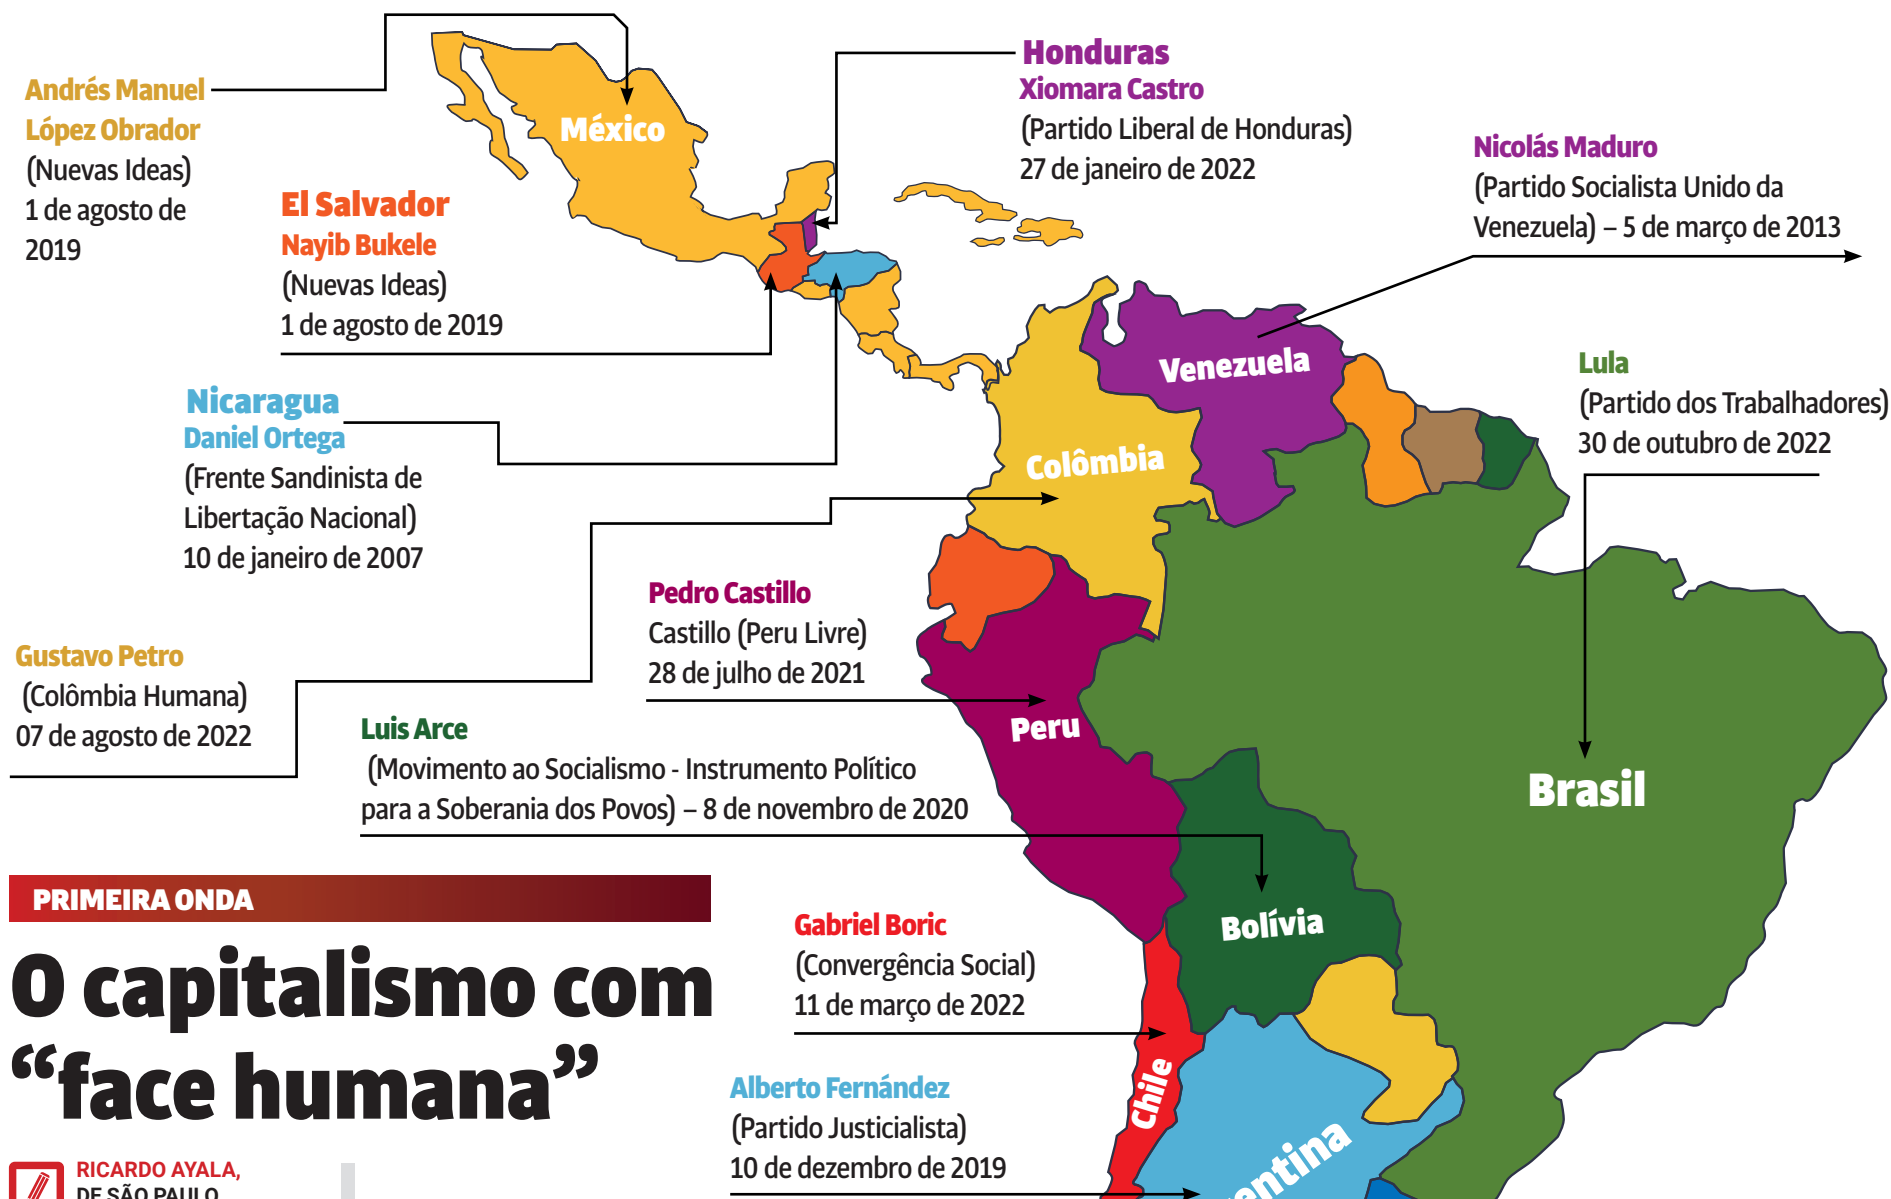 Andrés Manuel
López Obrador
(Nuevas Ideas)
1 de agosto de
2019
México
Honduras
Xiomara Castro
(Partido Liberal de Honduras)
27 de janeiro de 2022
Nicolás Maduro
(Partido Socialista Unido da
Venezuela) – 5 de março de 2013
El Salvador
Nayib Bukele
(Nuevas Ideas)
1 de agosto de 2019
Venezuela
Lula
(Partido dos Trabalhadores)
30 de outubro de 2022
Nicaragua
Daniel Ortega
(Frente Sandinista de
Libertação Nacional)
10 de janeiro de 2007
Colômbia
Pedro Castillo
Castillo (Peru Livre)
28 de julho de 2021
Gustavo Petro
(Colômbia Humana)
07 de agosto de 2022
Peru
Luis Arce
(Movimento ao Socialismo - Instrumento Político
para a Soberania dos Povos) – 8 de novembro de 2020
Brasil
Bolívia
PRIMEIRA ONDA
O capitalismo com
“face humana”
Gabriel Boric
(Convergência Social)
11 de março de 2022
Chile
Alberto Fernández
(Partido Justicialista)
10 de dezembro de 2019
entina
RICARDO AYALA,
DE SÃO PAULO